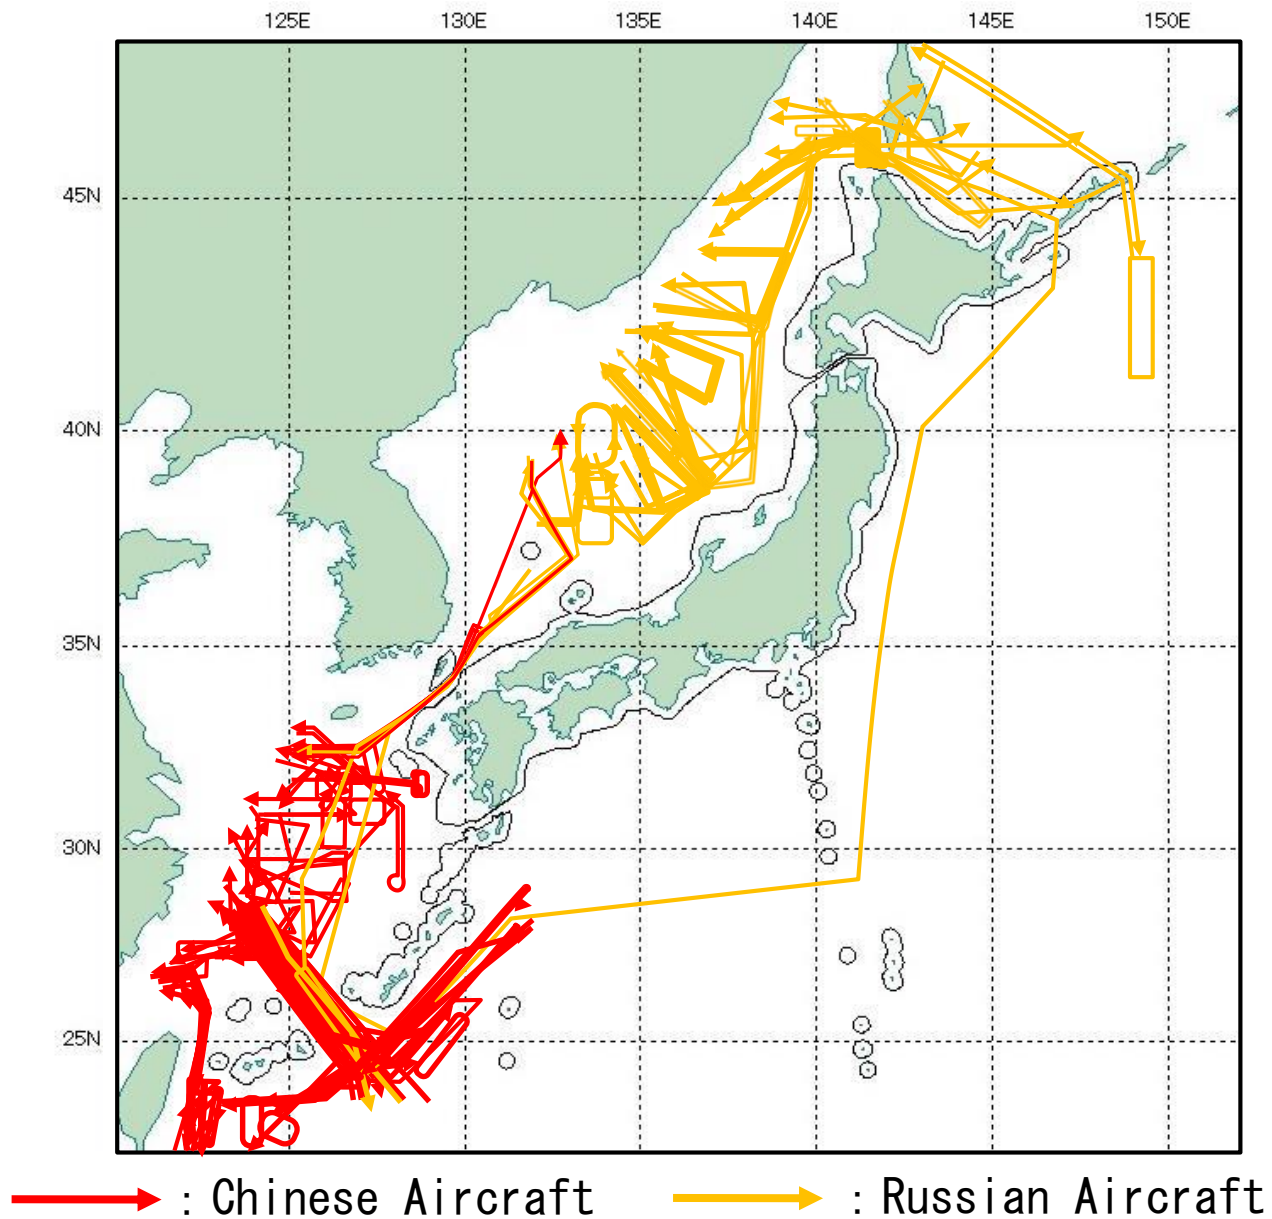 125E 130E 135E 140E 145E 150E
45N
40N
35N
30N
25N
: Chinese Aircraft : Russian Aircraft